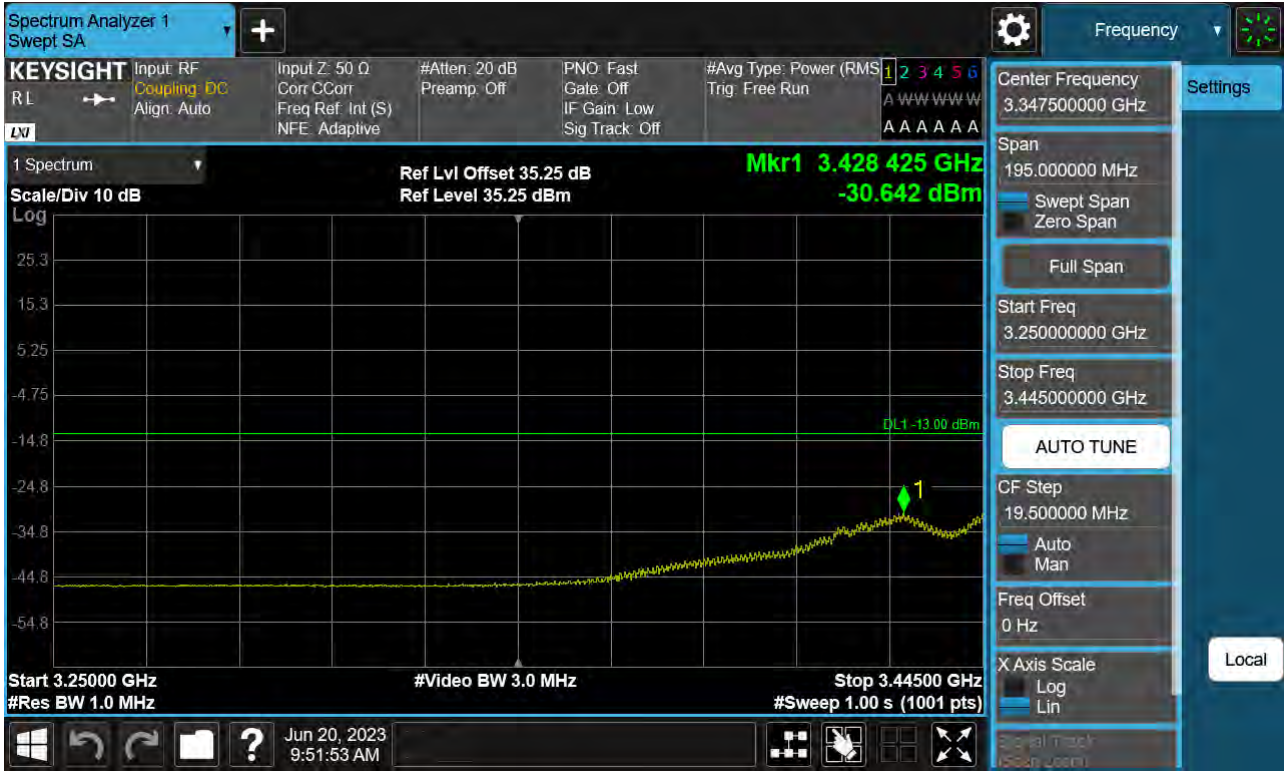 Spectrum Analyzer 1
Swept SA
Frequency
KEYSIGHT
RL
LXI
Input: RF
Coupling: DC
Align: Auto
Input Z: 50 Ω
Corr CCorr
Freq Ref: Int (S)
NFE: Adaptive
#Atten: 20 dB
Preamp: Off
PNO: Fast
Gate: Off
IF Gain: Low
Sig Track: Off
#Avg Type: Power (RMS
Trig: Free Run
1 2 3 4 5 6
A W W W W W
A A A A A A
1 Spectrum
Scale/Div 10 dB
Log
Ref Lvl Offset 35.25 dB
Ref Level 35.25 dBm
Mkr1 3.428 425 GHz
-30.642 dBm
25.3
15.3
5.25
-4.75
DL1 -13.00 dBm
-14.8
-24.8
1
-34.8
-44.8
-54.8
Start 3.25000 GHz
#Res BW 1.0 MHz
#Video BW 3.0 MHz
Stop 3.44500 GHz
#Sweep 1.00 s (1001 pts)
Center Frequency
3.347500000 GHz
Span
195.000000 MHz
Swept Span
Zero Span
Full Span
Start Freq
3.250000000 GHz
Stop Freq
3.445000000 GHz
AUTO TUNE
CF Step
19.500000 MHz
Auto
Man
Freq Offset
0 Hz
X Axis Scale
Log
Lin
Signal Track
(Span Zoom)
Settings
Local
?
Jun 20, 2023
9:51:53 AM